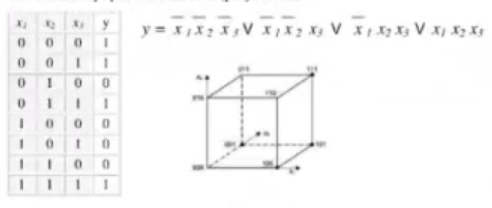 x₁ x₂ x₃ y
0 0 0 1
0 0 1 1
0 1 0 0
0 1 1 1
1 0 0 0
1 0 1 0
1 1 0 0
1 1 1 1
y = x̅₁ x̅₂ x̅₃ V x̅₁ x̅₂ x₃ V x̅₁ x₂ x₃ V x₁ x₂ x₃
011 111
010 110
001 101
000 100